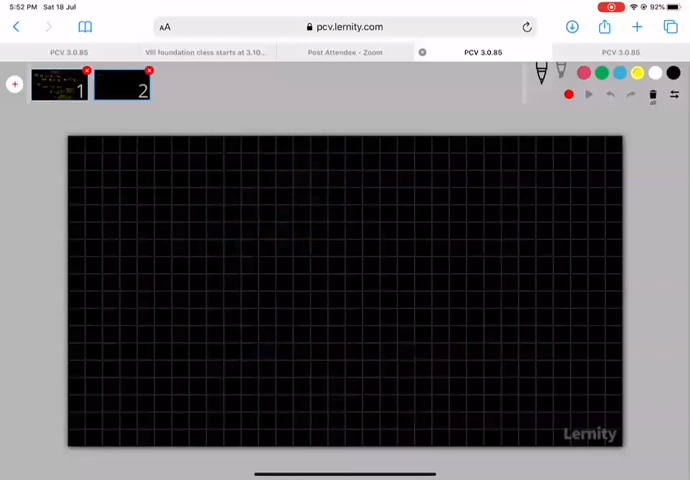 5:52 PM Sat 18 Jul 92%
AA pcv.lernity.com
PCV 3.0.85 VIII foundation class starts at 3.10... Post Attendee - Zoom PCV 3.0.85 PCV 3.0.85
1 2
all
Lernity